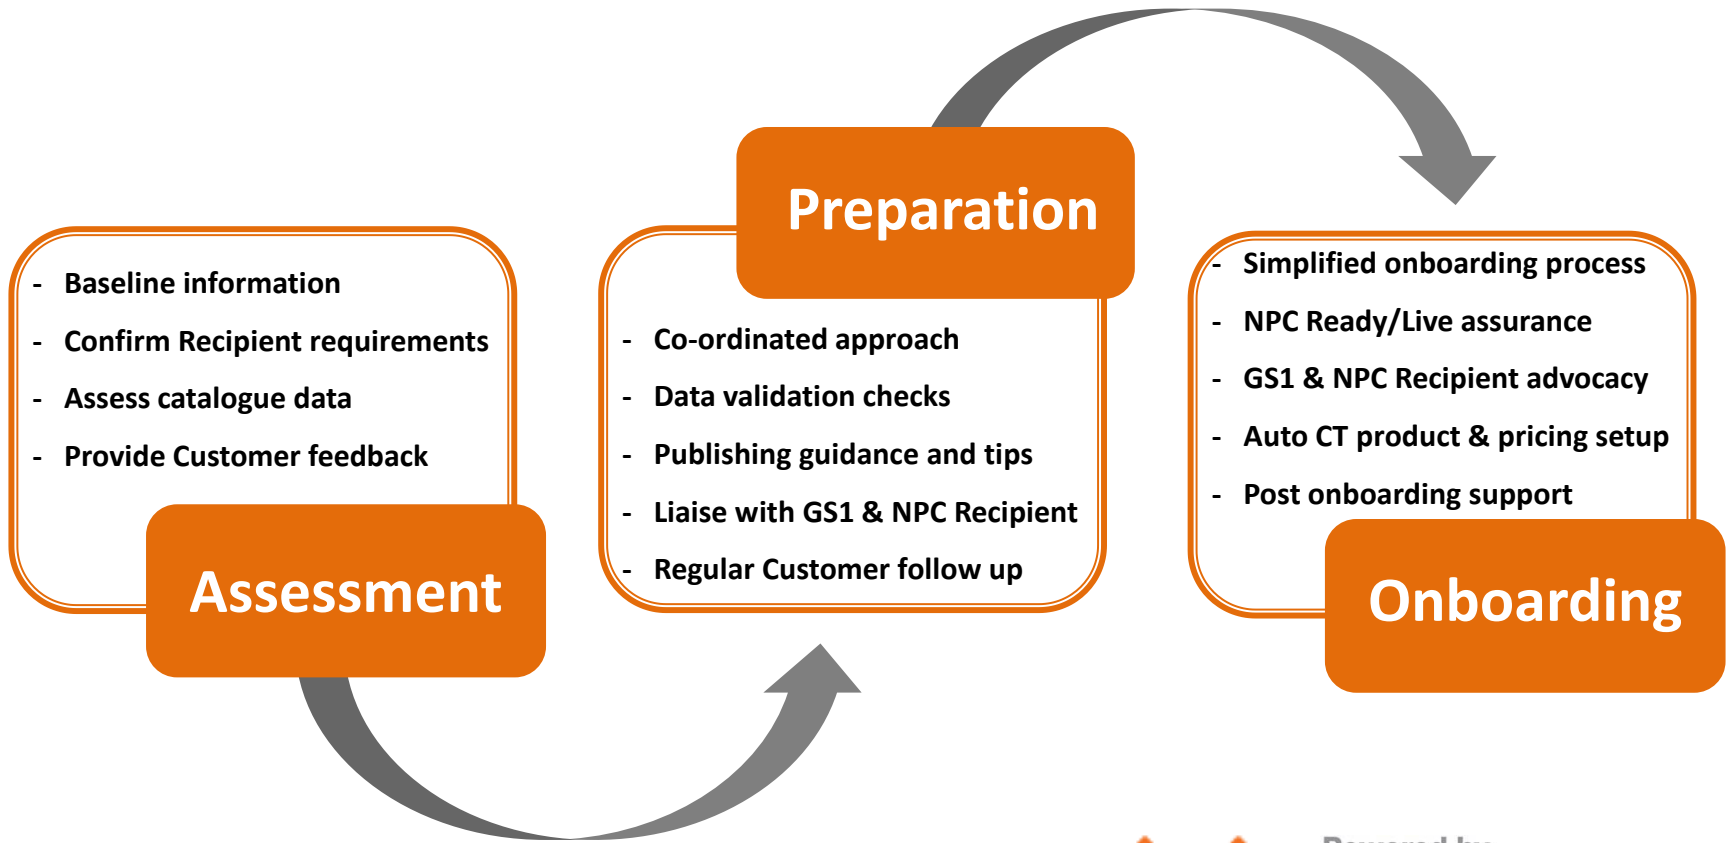 - Baseline information
- Confirm Recipient requirements
- Assess catalogue data
- Provide Customer feedback
Assessment
Preparation
- Co-ordinated approach
- Data validation checks
- Publishing guidance and tips
- Liaise with GS1 & NPC Recipient
- Regular Customer follow up
- Simplified onboarding process
- NPC Ready/Live assurance
- GS1 & NPC Recipient advocacy
- Auto CT product & pricing setup
- Post onboarding support
Onboarding
Powered by